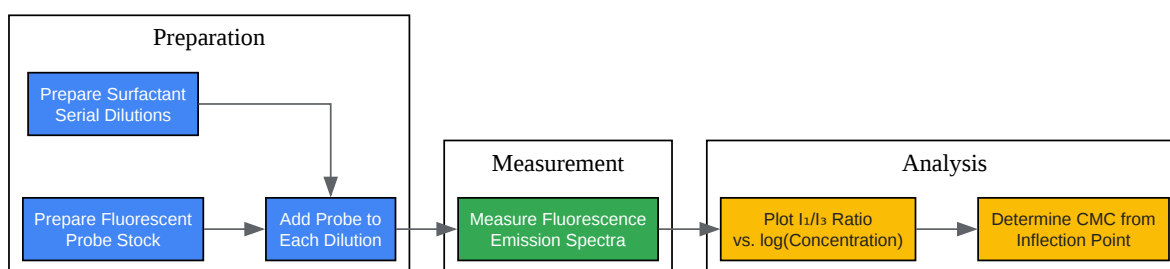 Preparation
Prepare Surfactant
Serial Dilutions
Prepare Fluorescent
Probe Stock
Add Probe to
Each Dilution
Measurement
Measure Fluorescence
Emission Spectra
Analysis
Plot I₁/I₃ Ratio
vs. log(Concentration)
Determine CMC from
Inflection Point